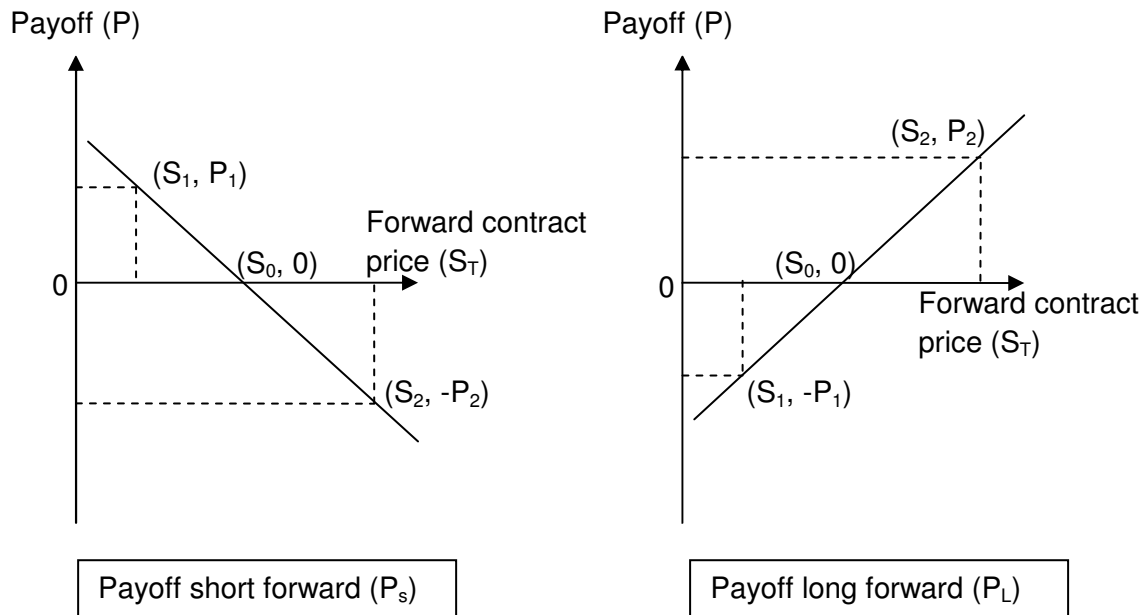 Payoff (P)
(S₁, P₁)
Forward contract
price (S_T)
(S₀, 0)
0
(S₂, -P₂)
Payoff short forward (Pₛ)
Payoff (P)
(S₂, P₂)
(S₀, 0)
0
Forward contract
price (S_T)
(S₁, -P₁)
Payoff long forward (P_L)